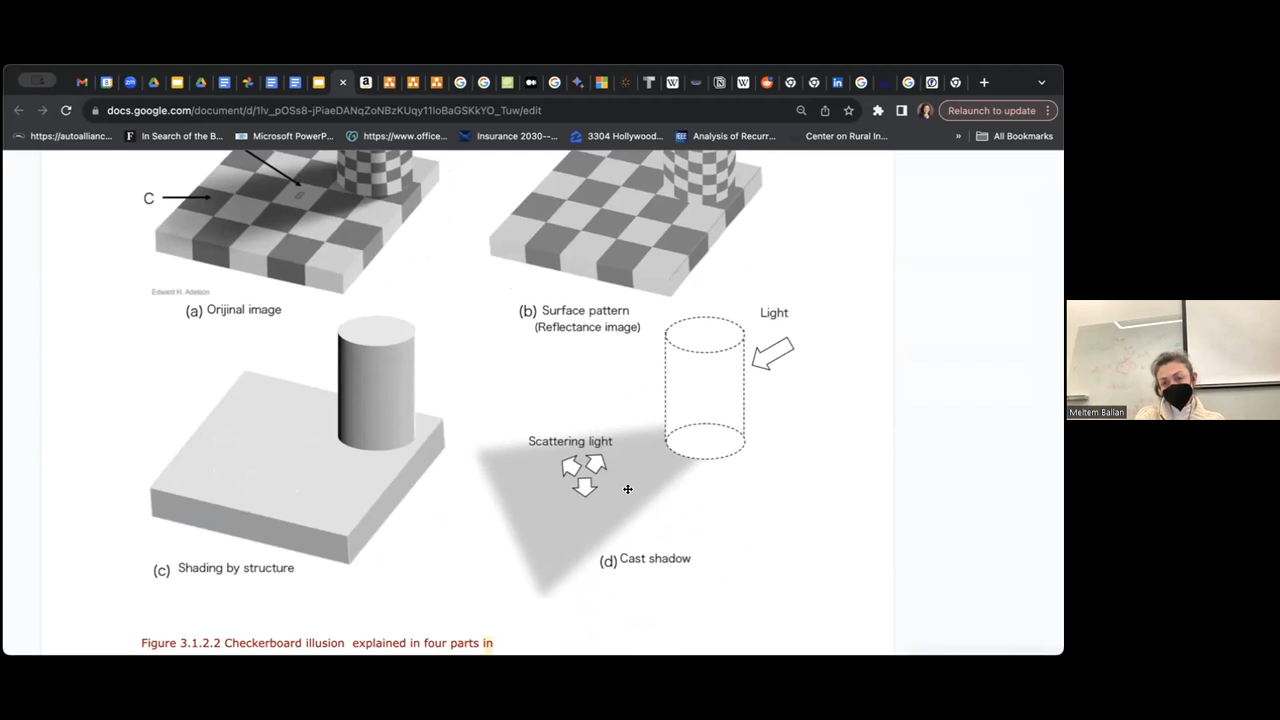 docs.google.com/document/d/1lv_pOSs8-jPiaeDANqZoNBzKUqy11loBaGSKkYO_Tuw/edit
Relaunch to update
https://autoallianc... In Search of the B... Microsoft PowerP... https://www.office... Insurance 2030--... 3304 Hollywood... Analysis of Recurr... Center on Rural In... » All Bookmarks
C
B
Edward H. Adelson
(a) Orijinal image
(b) Surface pattern
(Reflectance image)
Light
Scattering light
(c) Shading by structure
(d) Cast shadow
Figure 3.1.2.2 Checkerboard illusion explained in four parts in
Meltem Ballan